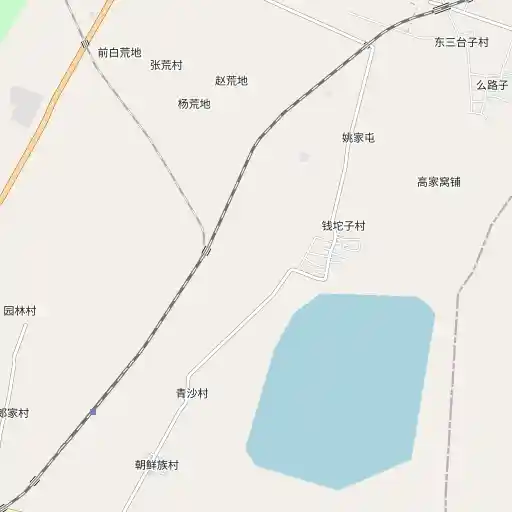 东三台子村
前白荒地
张荒村
赵荒地
么路子
杨荒地
姚家屯
高家窝铺
钱坨子村
园林村
青沙村
郎家村
朝鲜族村